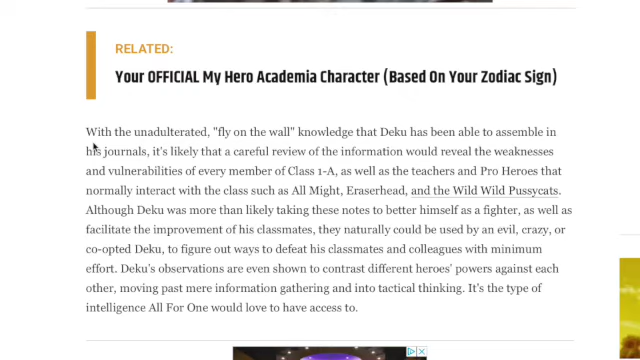 RELATED:
Your OFFICIAL My Hero Academia Character (Based On Your Zodiac Sign)
With the unadulterated, "fly on the wall" knowledge that Deku has been able to assemble in
his journals, it's likely that a careful review of the information would reveal the weaknesses
and vulnerabilities of every member of Class 1-A, as well as the teachers and Pro Heroes that
normally interact with the class such as All Might, Eraserhead, and the Wild Wild Pussycats.
Although Deku was more than likely taking these notes to better himself as a fighter, as well as
facilitate the improvement of his classmates, they naturally could be used by an evil, crazy, or
co-opted Deku, to figure out ways to defeat his classmates and colleagues with minimum
effort. Deku's observations are even shown to contrast different heroes' powers against each
other, moving past mere information gathering and into tactical thinking. It's the type of
intelligence All For One would love to have access to.